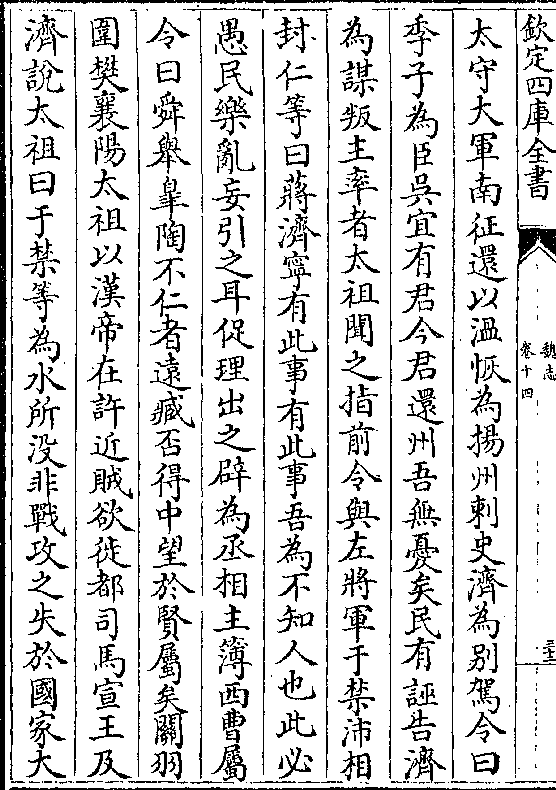 欽定四庫全書
魏志
卷十四
三十三
太守大軍南征還以溫恢為揚州刺史濟為别駕令曰
季子為臣吳宜有君今君還州吾無憂矣民有誣告濟
為謀叛主率者太祖聞之指前令與左將軍于禁沛相
封仁等曰蔣濟寧有此事有此事吾為不知人也此必
愚民樂亂妄引之耳促理出之辟為丞相主簿西曹屬
令曰舜舉臯陶不仁者遠臧否得中望於賢屬矣關羽
圍樊襄陽太祖以漢帝在許近賊欲徙都司馬宣王及
濟說太祖曰于禁等為水所没非戰攻之失於國家大